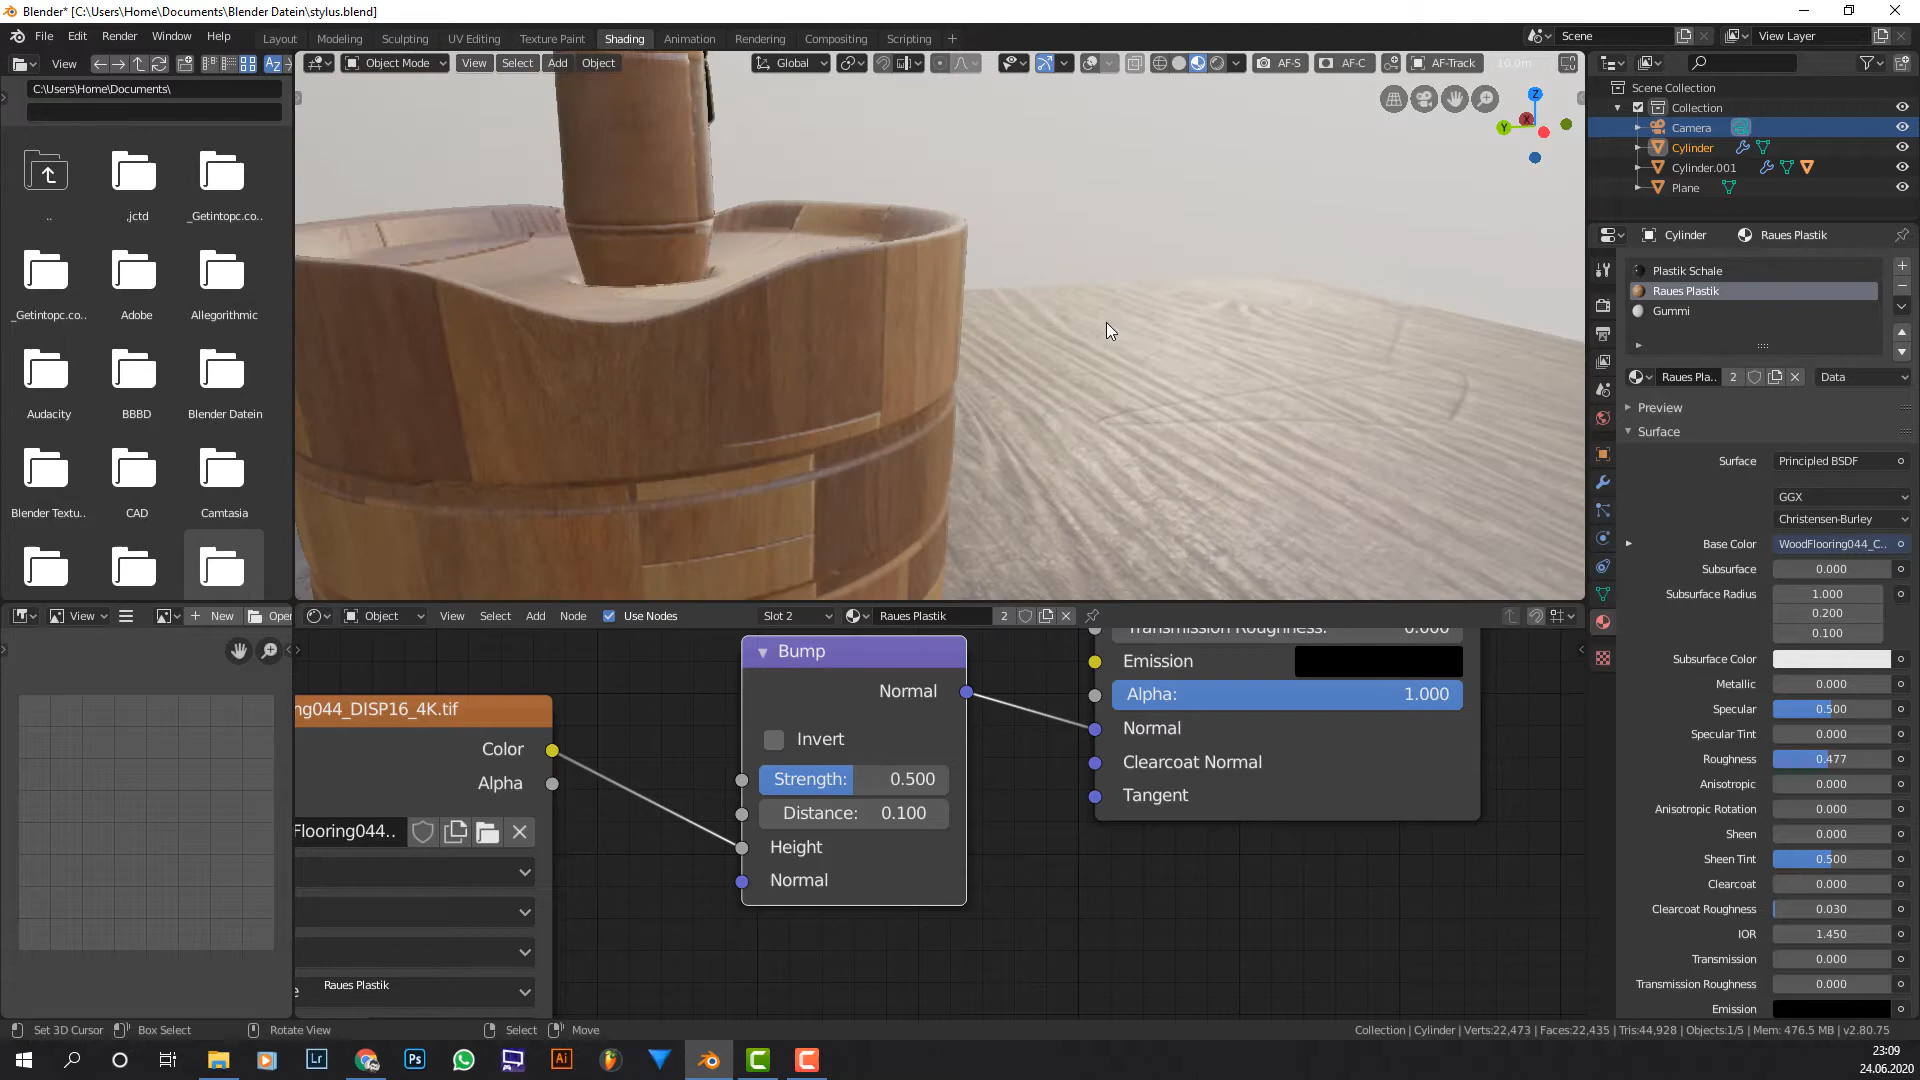 Blender* [C:\Users\Home\Documents\Blender Datein\stylus.blend]
File Edit Render Window Help
Layout Modeling Sculpting UV Editing Texture Paint Shading Animation Rendering Compositing Scripting
Scene View Layer
View Az
Object Mode View Select Add Object Global AF-S AF-C AF-Track 10.0m
C:\Users\Home\Documents\
..
.jctd
_Getintopc.co..
_Getintopc.co..
Adobe
Allegorithmic
Audacity
BBBD
Blender Datein
Blender Textu..
CAD
Camtasia
Z
Y
X
Scene Collection
Collection
Camera
Cylinder
Cylinder.001
Plane
Cylinder Raues Plastik
Plastik Schale
Raues Plastik
Gummi
Raues Pla.. 2 Data
Preview
Surface
Surface Principled BSDF
GGX
Christensen-Burley
Base Color WoodFlooring044_C..
Subsurface 0.000
Subsurface Radius 1.000
0.200
0.100
Subsurface Color
Metallic 0.000
Specular 0.500
Specular Tint 0.000
Roughness 0.477
Anisotropic 0.000
Anisotropic Rotation 0.000
Sheen 0.000
Sheen Tint 0.500
Clearcoat 0.000
Clearcoat Roughness 0.030
IOR 1.450
Transmission 0.000
Transmission Roughness 0.000
Emission
View New Open
Object View Select Add Node Use Nodes Slot 2 Raues Plastik 2
ng044_DISP16_4K.tif
Color
Alpha
Flooring044..
e
Raues Plastik
Bump
Normal
Invert
Strength: 0.500
Distance: 0.100
Height
Normal
Transmission Roughness: 0.000
Emission
Alpha: 1.000
Normal
Clearcoat Normal
Tangent
Set 3D Cursor Box Select Rotate View Select Move
Collection | Cylinder | Verts:22,473 | Faces:22,435 | Tris:44,928 | Objects:1/5 | Mem: 476.5 MB | v2.80.75
Lr Ps Ai C C
23:09
24.06.2020